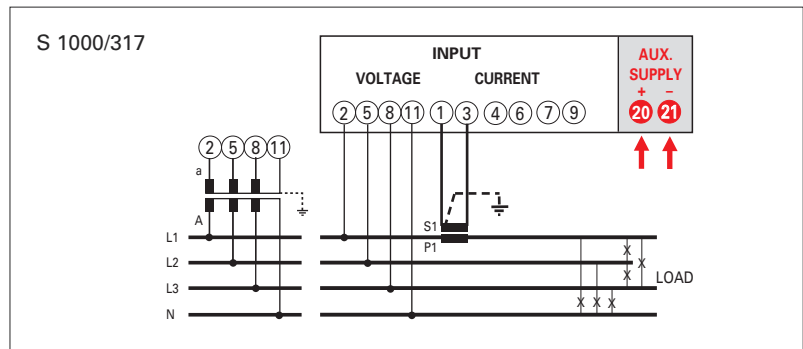 S 1000/317
INPUT
VOLTAGE CURRENT
2 5 8 11 1 3 4 6 7 9
AUX.
SUPPLY
+ −
20 21
2 5 8 11
a
A
S1
P1
L1
L2
L3
N
LOAD
X
X
X
X X X